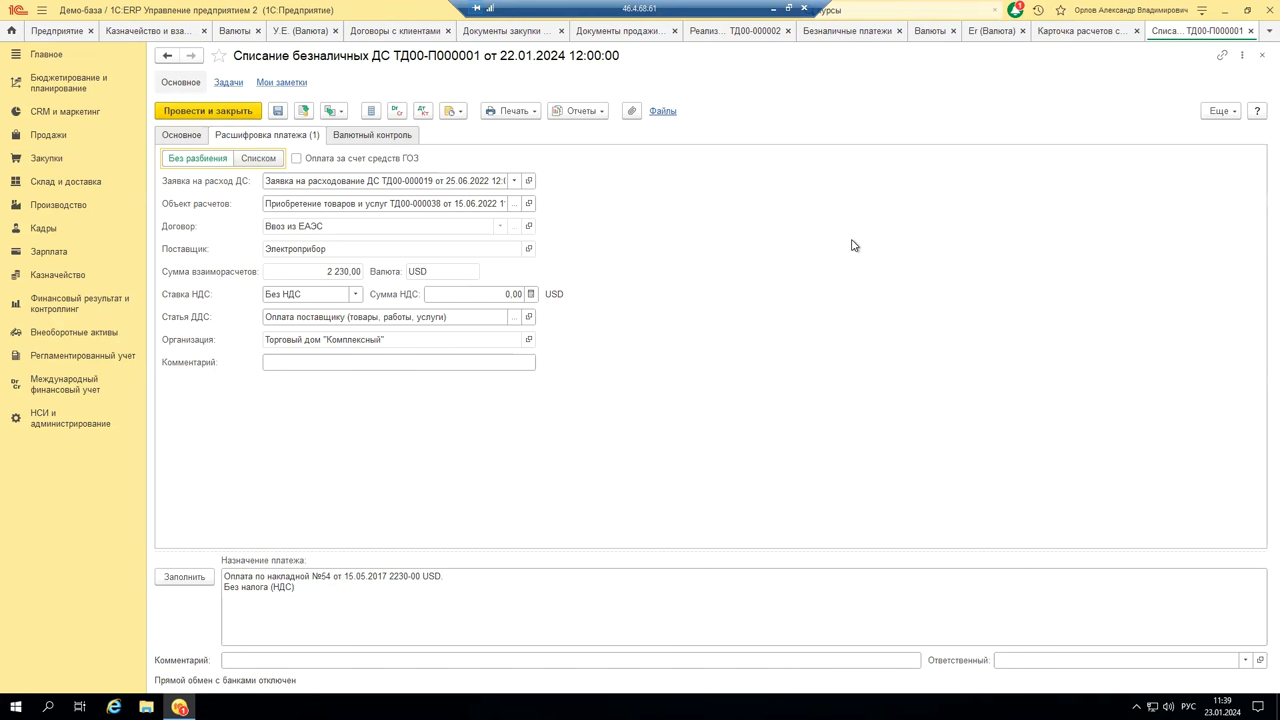 46.4.68.61
Демо-база / 1С:ERP Управление предприятием 2 (1С:Предприятие)
1
Орлов Александр Владимирович
Предприятие
Казначейство и вза...
Валюты
У.Е. (Валюта)
Договоры с клиентами
Документы закупки ...
Документы продажи...
Реализ... ТД00-000002
Безналичные платежи
Валюты
Er (Валюта)
Карточка расчетов с...
Списа... ТД00-П000001
Главное
Бюджетирование и
планирование
CRM и маркетинг
Продажи
Закупки
Склад и доставка
Производство
Кадры
Зарплата
Казначейство
Финансовый результат и
контроллинг
Внеоборотные активы
Регламентированный учет
Международный
финансовый учет
НСИ и
администрирование
Списание безналичных ДС ТД00-П000001 от 22.01.2024 12:00:00
Основное Задачи Мои заметки
Провести и закрыть Печать Отчеты Файлы Еще ?
Основное Расшифровка платежа (1) Валютный контроль
Без разбиения Списком Оплата за счет средств ГОЗ
Заявка на расход ДС: Заявка на расходование ДС ТД00-000019 от 25.06.2022 12:
Объект расчетов: Приобретение товаров и услуг ТД00-000038 от 15.06.2022 1
Договор: Ввоз из ЕАЭС
Поставщик: Электроприбор
Сумма взаиморасчетов: 2 230,00 Валюта: USD
Ставка НДС: Без НДС Сумма НДС: 0,00 USD
Статья ДДС: Оплата поставщику (товары, работы, услуги)
Организация: Торговый дом "Комплексный"
Комментарий:
Назначение платежа:
Заполнить
Оплата по накладной №54 от 15.05.2017 2230-00 USD.
Без налога (НДС)
Комментарий: Ответственный:
Прямой обмен с банками отключен
РУС
11:39
23.01.2024